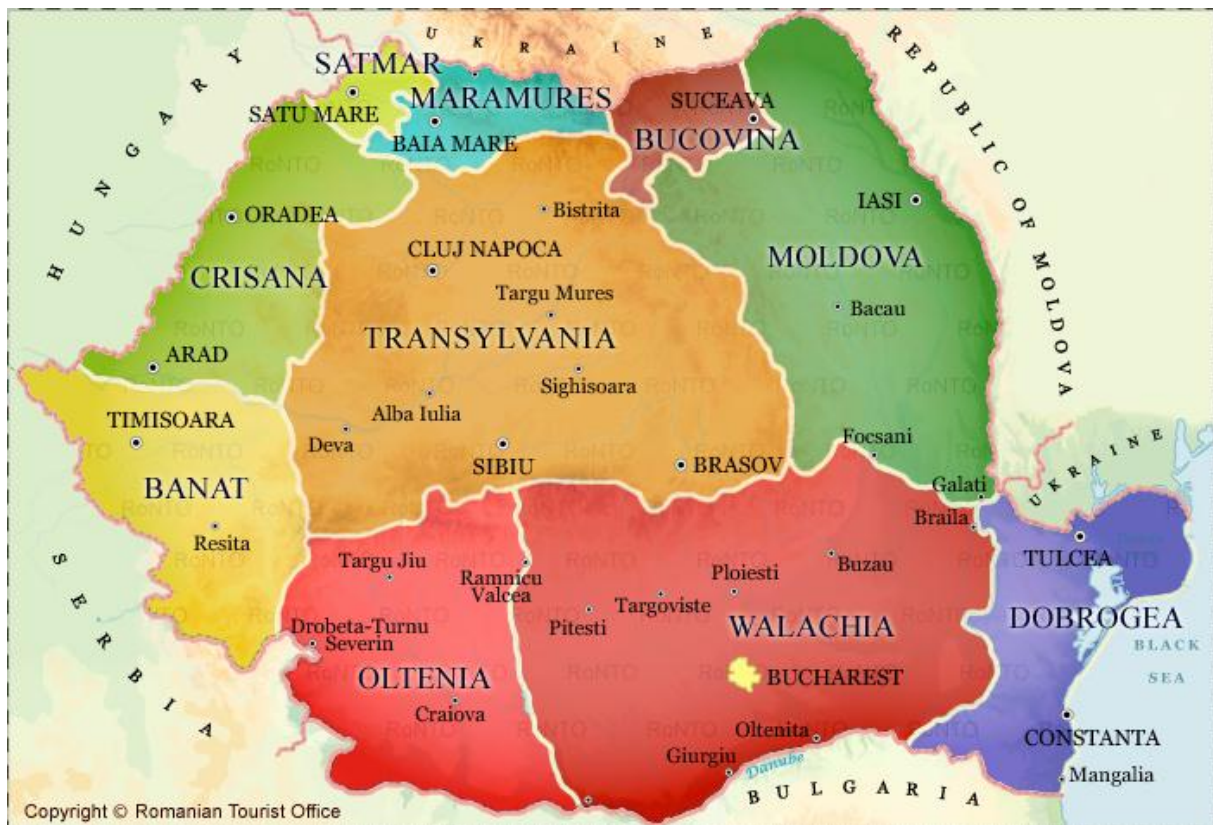 UKRAINE
HUNGARY
REPUBLIC OF MOLDOVA
SATMAR
SATU MARE
MARAMURES
BAIA MARE
SUCEAVA
BUCOVINA
RoNTO
ORADEA
CRISANA
ARAD
Bistrita
CLUJ NAPOCA
Targu Mures
TRANSYLVANIA
Sighisoara
Alba Iulia
Deva
SIBIU
BRASOV
IASI
MOLDOVA
Bacau
Focsani
Galati
Braila
UKRAINE
TIMISOARA
BANAT
Resita
SERBIA
Targu Jiu
Ramnicu
Valcea
Drobeta-Turnu
Severin
OLTENIA
Craiova
Pitesti
Targoviste
Ploiesti
Buzau
WALACHIA
BUCHAREST
Oltenita
Giurgiu
Danube
BULGARIA
TULCEA
DOBROGEA
BLACK
SEA
CONSTANTA
Mangalia
Copyright © Romanian Tourist Office